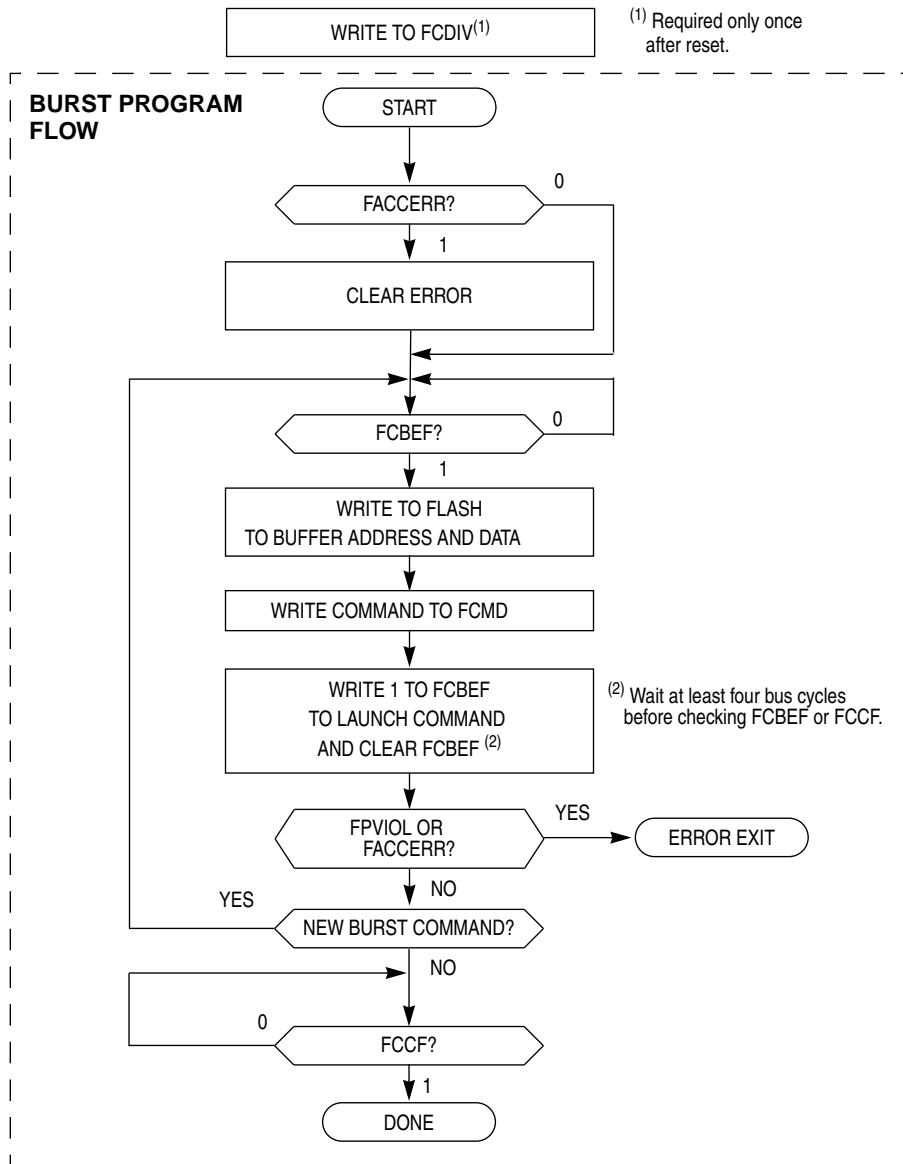 WRITE TO FCDIV(1)
(1) Required only once
after reset.
BURST PROGRAM
FLOW
START
FACCERR?
0
1
CLEAR ERROR
FCBEF?
0
1
WRITE TO FLASH
TO BUFFER ADDRESS AND DATA
WRITE COMMAND TO FCMD
WRITE 1 TO FCBEF
TO LAUNCH COMMAND
AND CLEAR FCBEF (2)
(2) Wait at least four bus cycles
before checking FCBEF or FCCF.
FPVIOL OR
FACCERR?
YES
ERROR EXIT
NO
YES
NEW BURST COMMAND?
NO
0
FCCF?
1
DONE